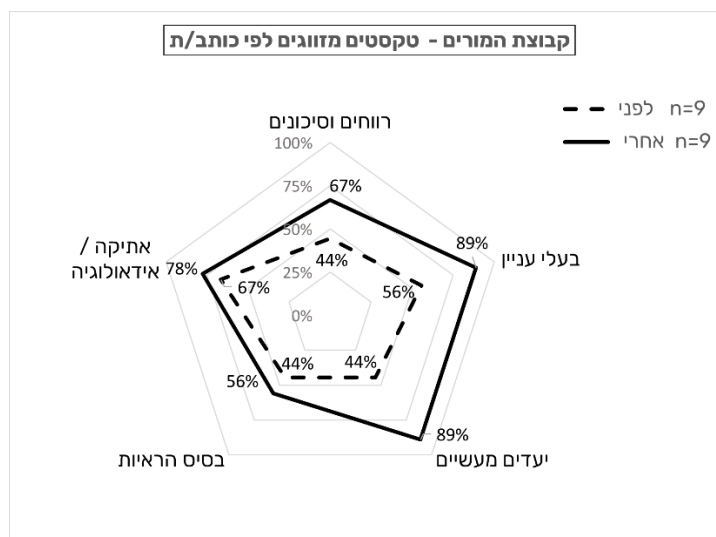 קבוצת המורים - טקסטים מזווגים לפי כותב/ת
לפני n=9
אחרי n=9
רווחים וסיכונים
100%
75%
67%
50%
44%
25%
0%
בעלי עניין
89%
56%
אתיקה /
אידאולוגיה
78%
67%
44%
44%
56%
89%
בסיס הראיות
יעדים מעשיים